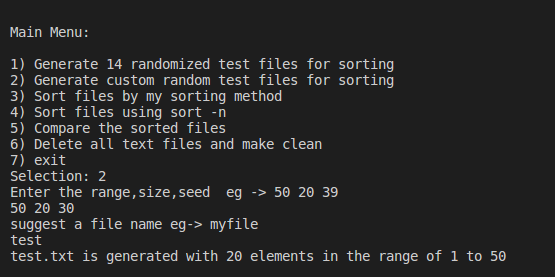 Main Menu:
1) Generate 14 randomized test files for sorting
2) Generate custom random test files for sorting
3) Sort files by my sorting method
4) Sort files using sort -n
5) Compare the sorted files
6) Delete all text files and make clean
7) exit
Selection: 2
Enter the range,size,seed  eg -> 50 20 39
50 20 30
suggest a file name eg-> myfile
test
test.txt is generated with 20 elements in the range of 1 to 50